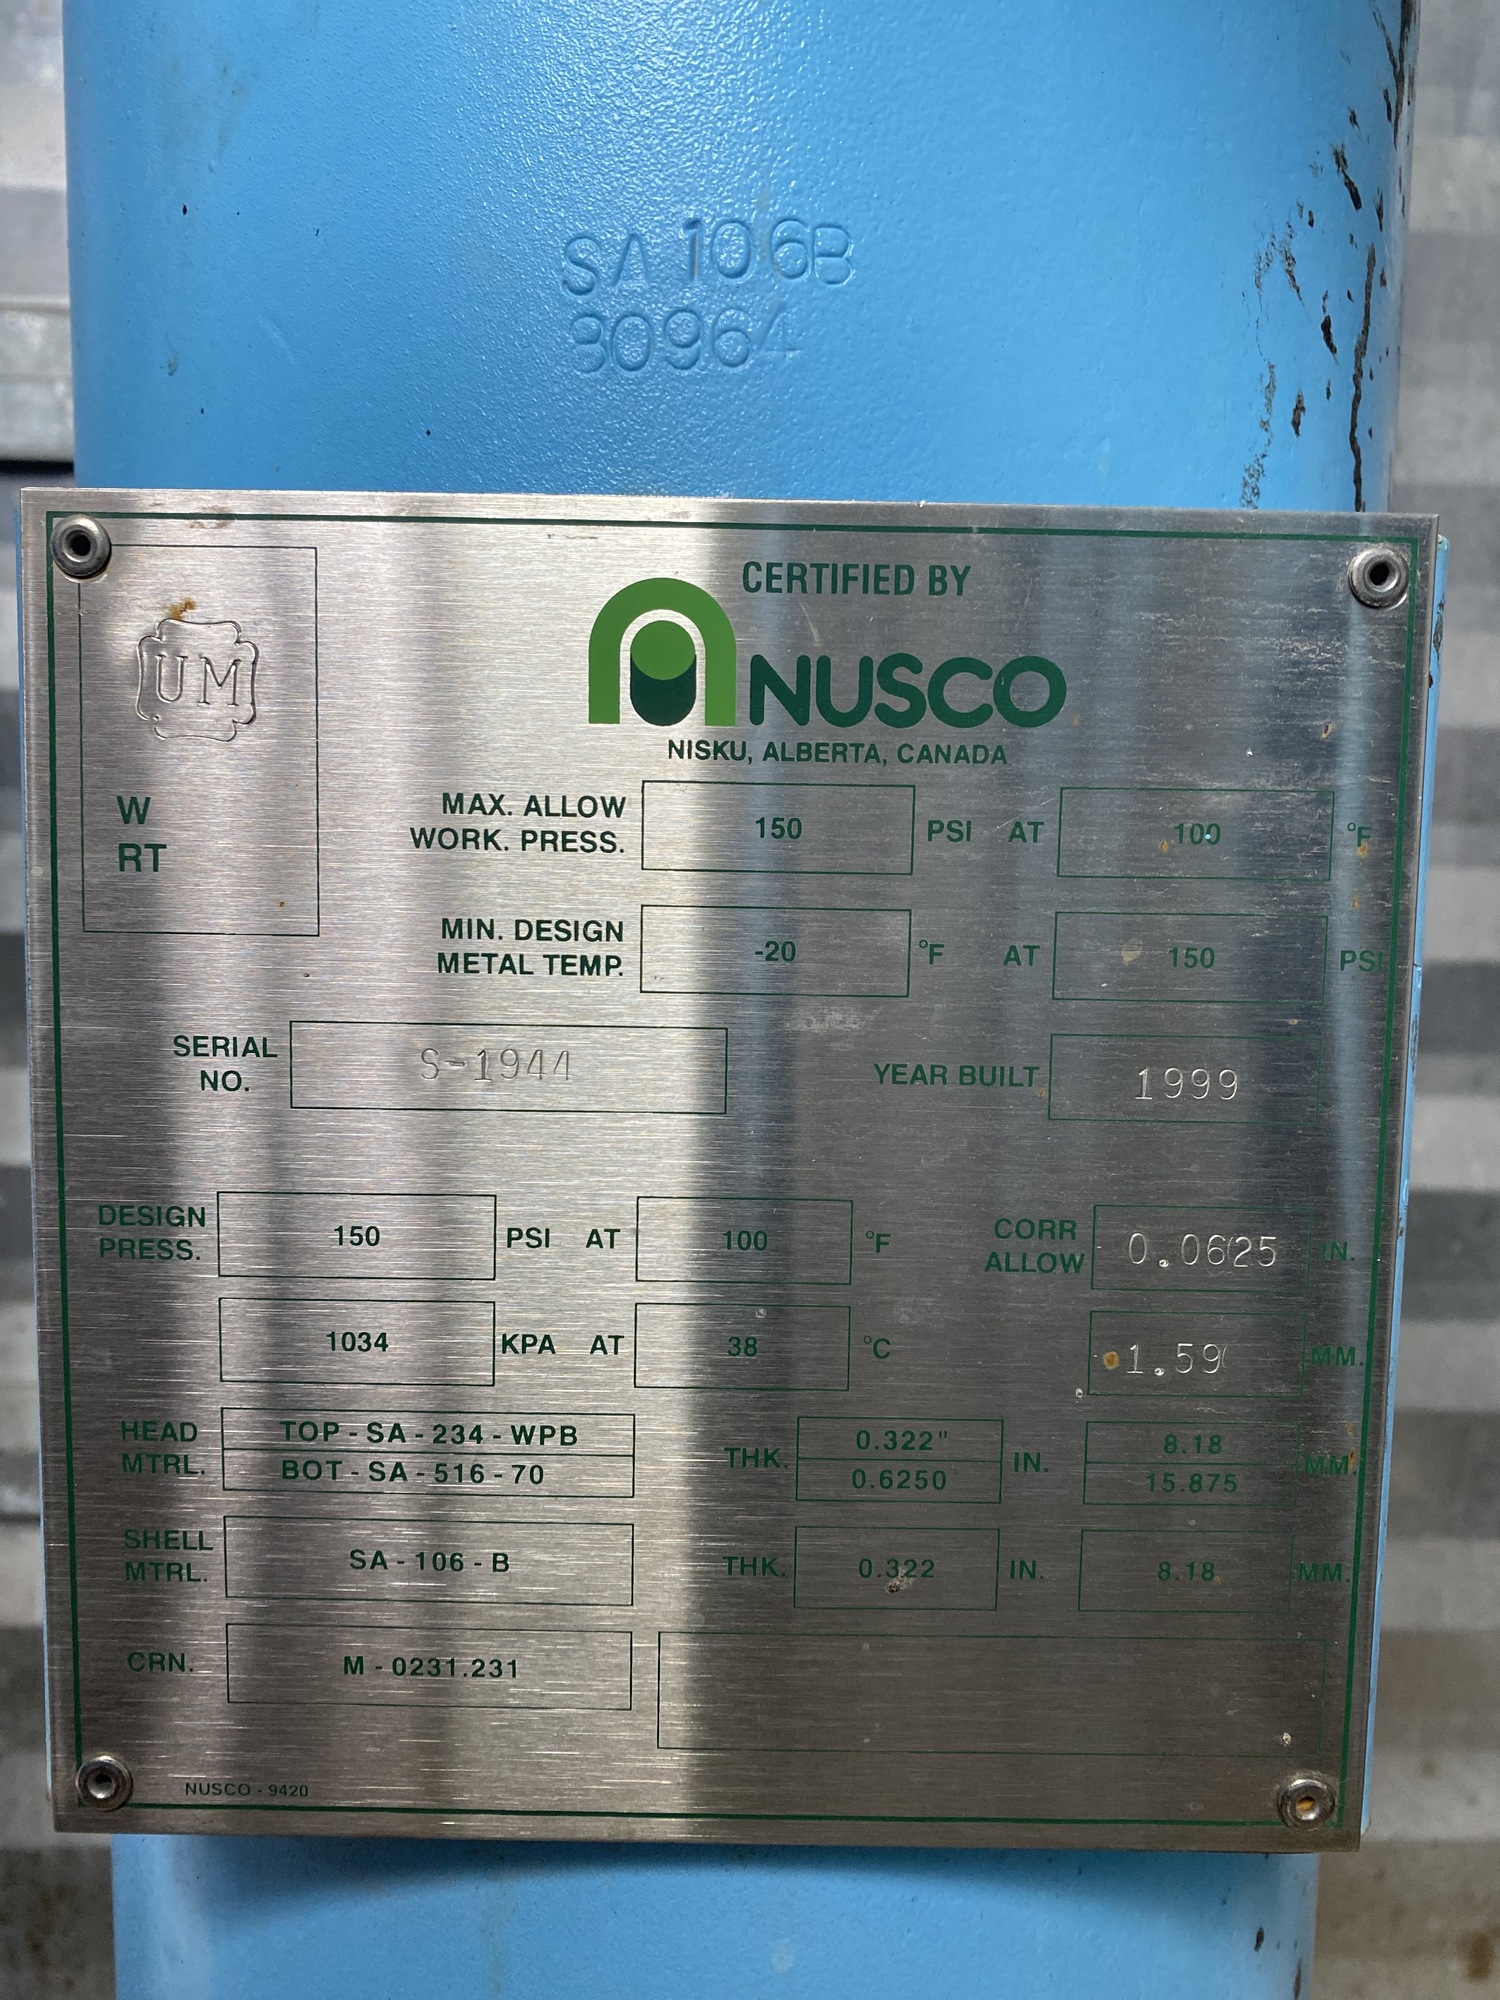 SA 106B
80964
UM
W
RT
CERTIFIED BY
NUSCO
NISKU, ALBERTA, CANADA
MAX. ALLOW WORK. PRESS. 150 PSI AT 100 °F
MIN. DESIGN METAL TEMP. -20 °F AT 150 PSI
SERIAL NO. S-1944 YEAR BUILT 1999
DESIGN PRESS. 150 PSI AT 100 °F CORR ALLOW 0.0625 IN.
1034 KPA AT 38 °C 1.59 MM.
HEAD MTRL. TOP - SA - 234 - WPB THK. 0.322" IN. 8.18 MM.
BOT - SA - 516 - 70 0.6250 15.875
SHELL MTRL. SA - 106 - B THK. 0.322 IN. 8.18 MM.
CRN. M - 0231.231
NUSCO - 9420